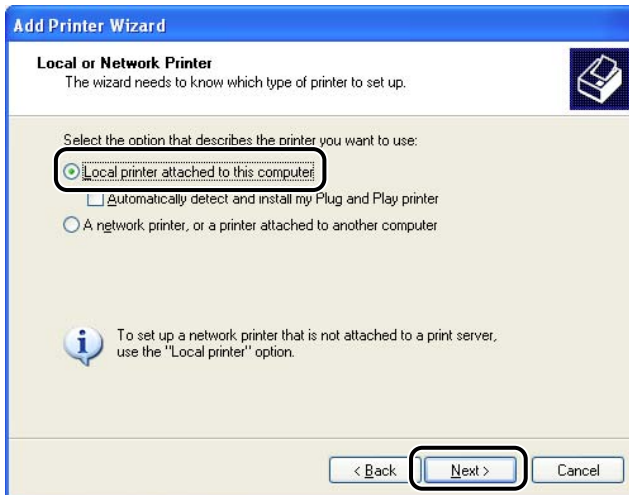 Add Printer Wizard
Local or Network Printer
The wizard needs to know which type of printer to set up.
Select the option that describes the printer you want to use:
Local printer attached to this computer
Automatically detect and install my Plug and Play printer
A network printer, or a printer attached to another computer
To set up a network printer that is not attached to a print server,
use the "Local printer" option.
< Back
Next >
Cancel